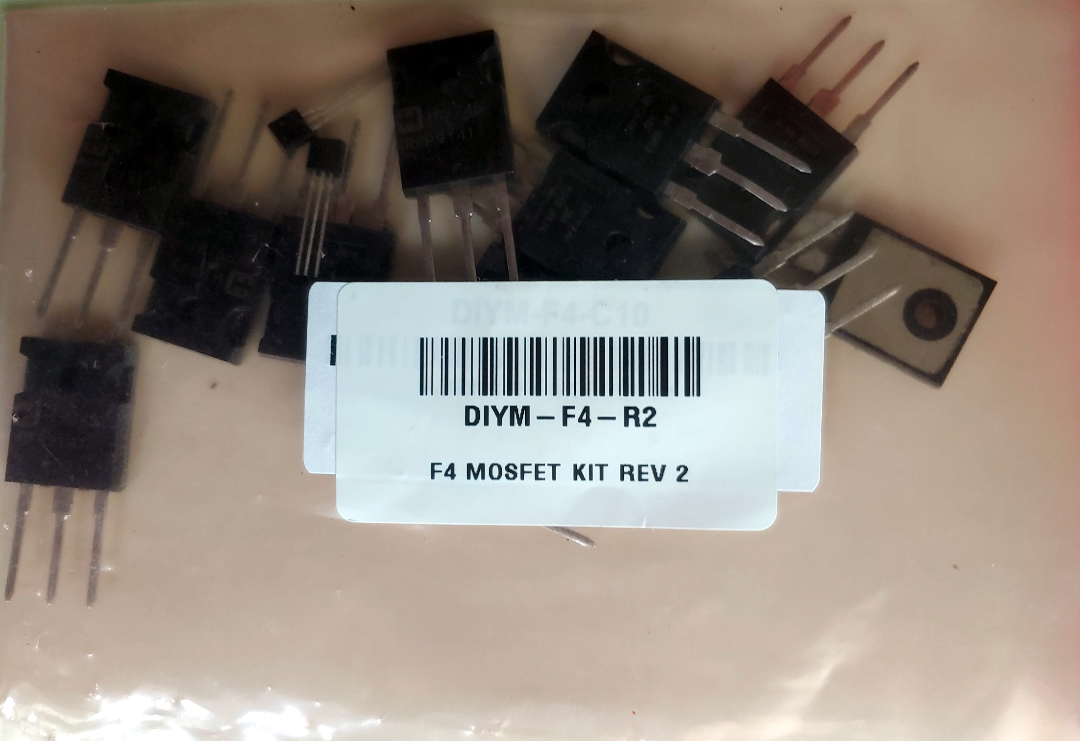 DIYM-F4-C10
DIYM-F4-R2
F4 MOSFET KIT REV 2